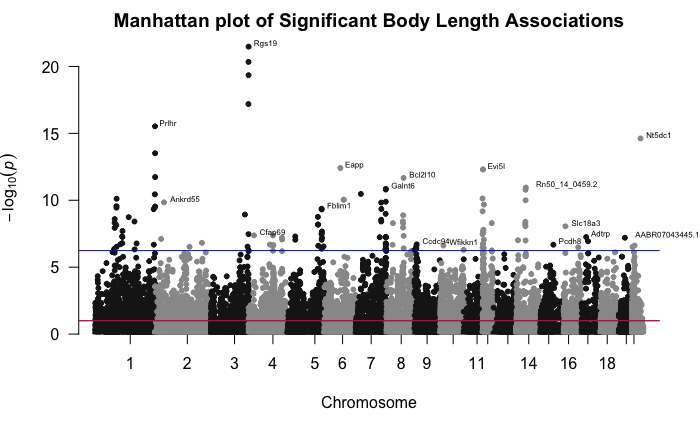 Manhattan plot of Significant Body Length Associations
Rgs19
20
15
Prlhr
Nt5dc1
Eapp
Evi5l
Bcl2l10
10
Ankrd55
Galnt6
Rn50_14_0459.2
Fblim1
Slc18a3
Cfap69
Ccdc94
Wfikkn1
Pcdh8
Adtrp
AABR07043445.1
5
0
−log10(p)
1 2 3 4 5 6 7 8 9 11 14 16 18
Chromosome